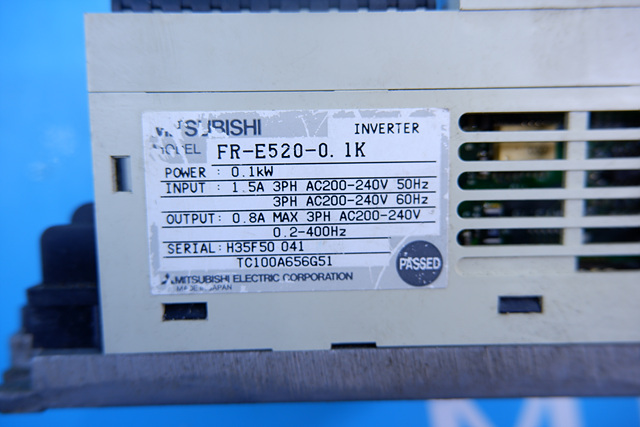 MITSUBISHI
INVERTER
MODEL FR-E520-0.1K
POWER : 0.1kW
INPUT : 1.5A 3PH AC200-240V 50Hz
3PH AC200-240V 60Hz
OUTPUT: 0.8A MAX 3PH AC200-240V
0.2-400Hz
SERIAL: H35F50 041
TC100A656G51
PASSED
MITSUBISHI ELECTRIC CORPORATION
MADE IN JAPAN